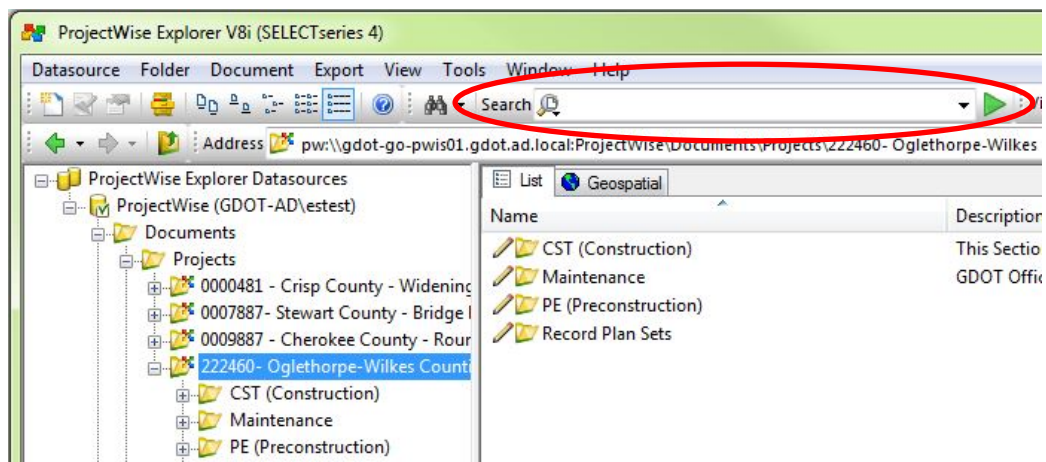 ProjectWise Explorer V8i (SELECTseries 4)
Datasource Folder Document Export View Tools Window Help
Search
Address pw:\\gdot-go-pwis01.gdot.ad.local:ProjectWise\Documents\Projects\222460- Oglethorpe-Wilkes
ProjectWise Explorer Datasources
ProjectWise (GDOT-AD\estest)
Documents
Projects
0000481 - Crisp County - Widening
0007887- Stewart County - Bridge
0009887 - Cherokee County - Rour
222460- Oglethorpe-Wilkes Counti
CST (Construction)
Maintenance
PE (Preconstruction)
List Geospatial
Name Description
CST (Construction) This Sectio
Maintenance GDOT Offic
PE (Preconstruction)
Record Plan Sets